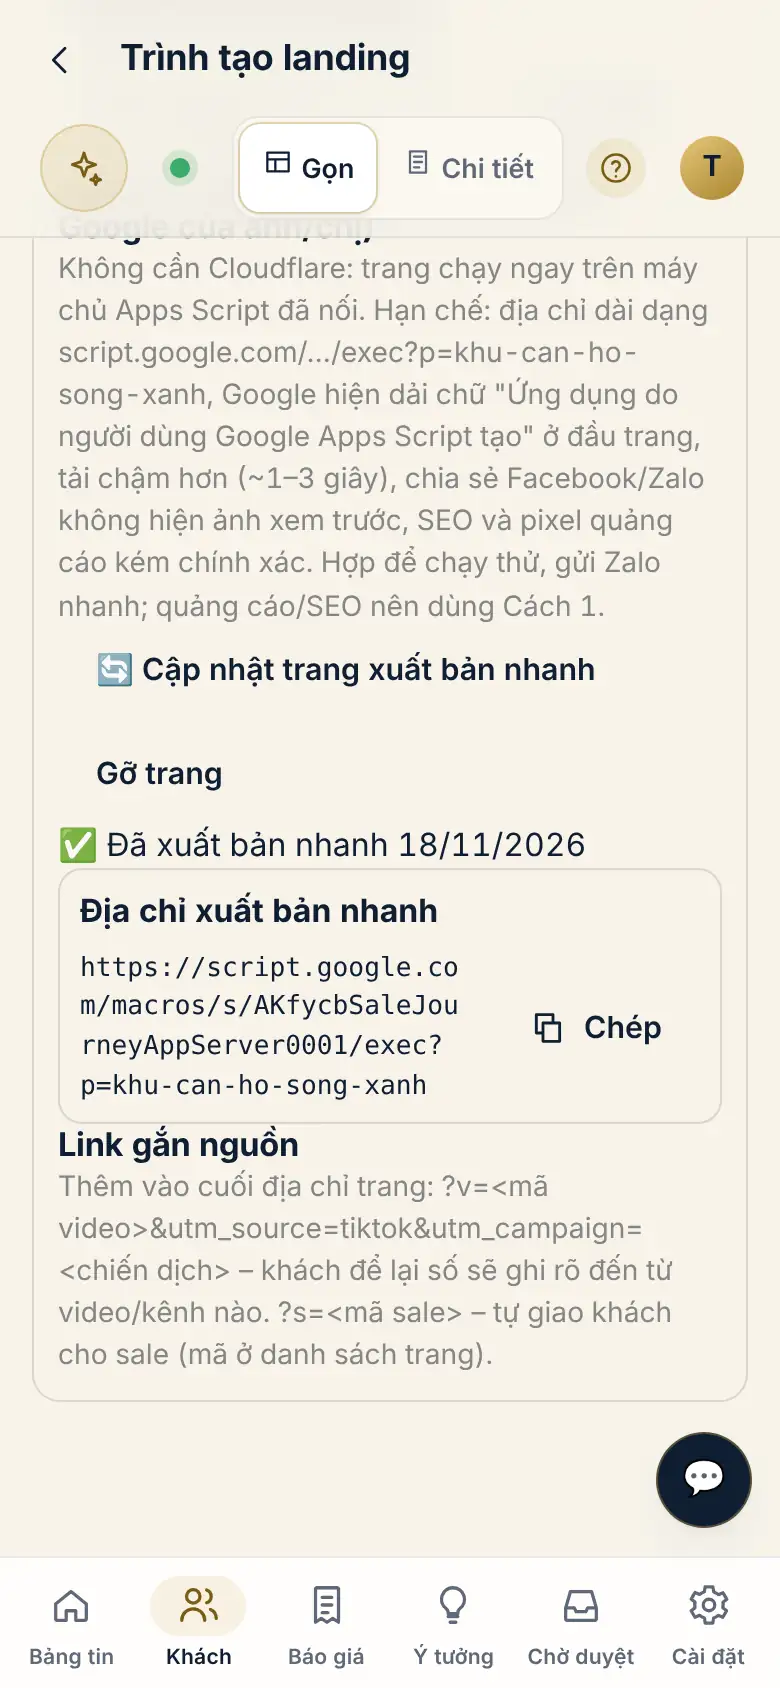 Trình tạo landing
Gọn
Chi tiết
T
Google của anh/chị)
Không cần Cloudflare: trang chạy ngay trên máy
chủ Apps Script đã nối. Hạn chế: địa chỉ dài dạng
script.google.com/.../exec?p=khu-can-ho-
song-xanh, Google hiện dải chữ "Ứng dụng do
người dùng Google Apps Script tạo" ở đầu trang,
tải chậm hơn (~1–3 giây), chia sẻ Facebook/Zalo
không hiện ảnh xem trước, SEO và pixel quảng
cáo kém chính xác. Hợp để chạy thử, gửi Zalo
nhanh; quảng cáo/SEO nên dùng Cách 1.
Cập nhật trang xuất bản nhanh
Gỡ trang
Đã xuất bản nhanh 18/11/2026
Địa chỉ xuất bản nhanh
https://script.google.co
m/macros/s/AKfycbSaleJou
rneyAppServer0001/exec?
p=khu-can-ho-song-xanh
Chép
Link gắn nguồn
Thêm vào cuối địa chỉ trang: ?v=<mã
video>&utm_source=tiktok&utm_campaign=
<chiến dịch> – khách để lại số sẽ ghi rõ đến từ
video/kênh nào. ?s=<mã sale> – tự giao khách
cho sale (mã ở danh sách trang).
Bảng tin
Khách
Báo giá
Ý tưởng
Chờ duyệt
Cài đặt